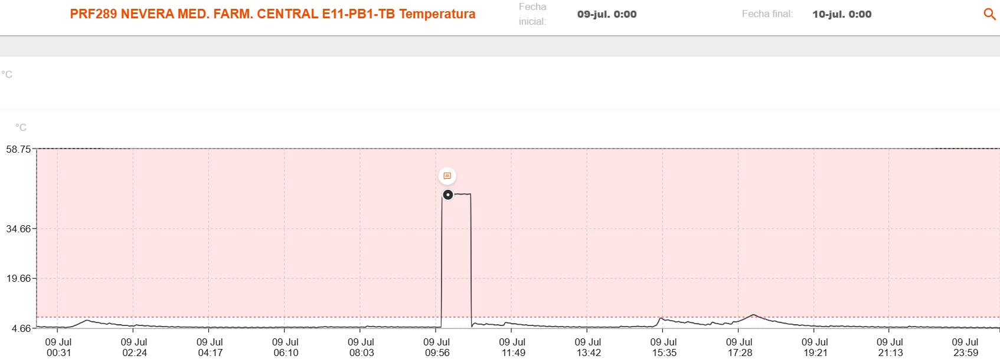 PRF289 NEVERA MED. FARM. CENTRAL E11-PB1-TB Temperatura
Fecha inicial:
09-jul. 0:00
Fecha final:
10-jul. 0:00
°C
°C
58.75
34.66
19.66
4.66
09 Jul 00:31
09 Jul 02:24
09 Jul 04:17
09 Jul 06:10
09 Jul 08:03
09 Jul 09:56
09 Jul 11:49
09 Jul 13:42
09 Jul 15:35
09 Jul 17:28
09 Jul 19:21
09 Jul 21:13
09 Jul 23:59